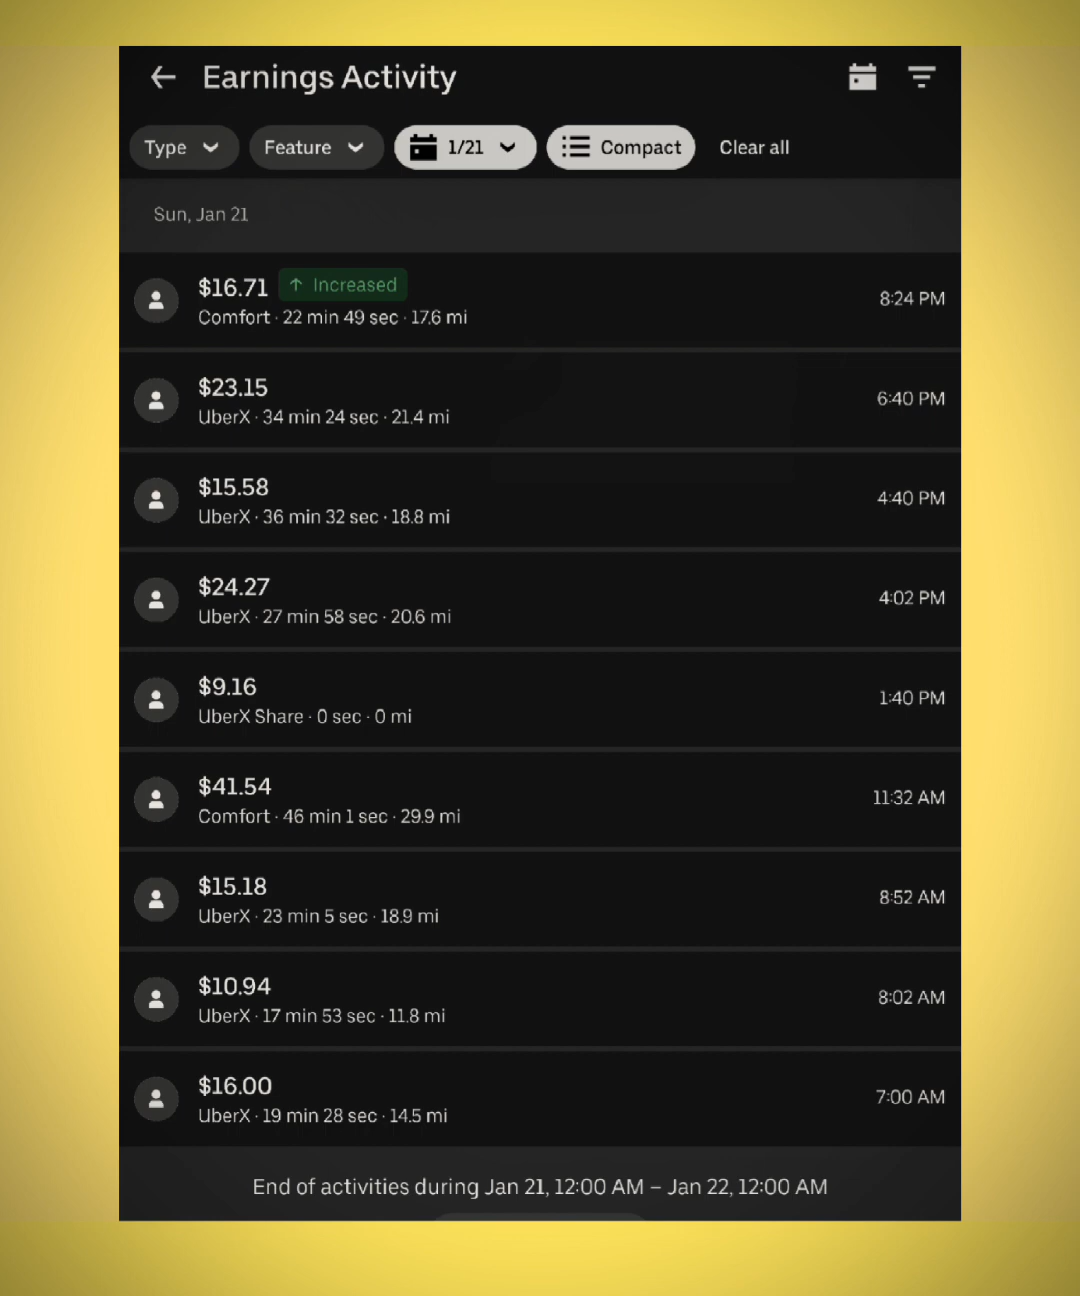 Earnings Activity
Type Feature 1/21 Compact Clear all
Sun, Jan 21
$16.71 ↑ Increased
8:24 PM
Comfort · 22 min 49 sec · 17.6 mi
$23.15
6:40 PM
UberX · 34 min 24 sec · 21.4 mi
$15.58
4:40 PM
UberX · 36 min 32 sec · 18.8 mi
$24.27
4:02 PM
UberX · 27 min 58 sec · 20.6 mi
$9.16
1:40 PM
UberX Share · 0 sec · 0 mi
$41.54
11:32 AM
Comfort · 46 min 1 sec · 29.9 mi
$15.18
8:52 AM
UberX · 23 min 5 sec · 18.9 mi
$10.94
8:02 AM
UberX · 17 min 53 sec · 11.8 mi
$16.00
7:00 AM
UberX · 19 min 28 sec · 14.5 mi
End of activities during Jan 21, 12:00 AM – Jan 22, 12:00 AM